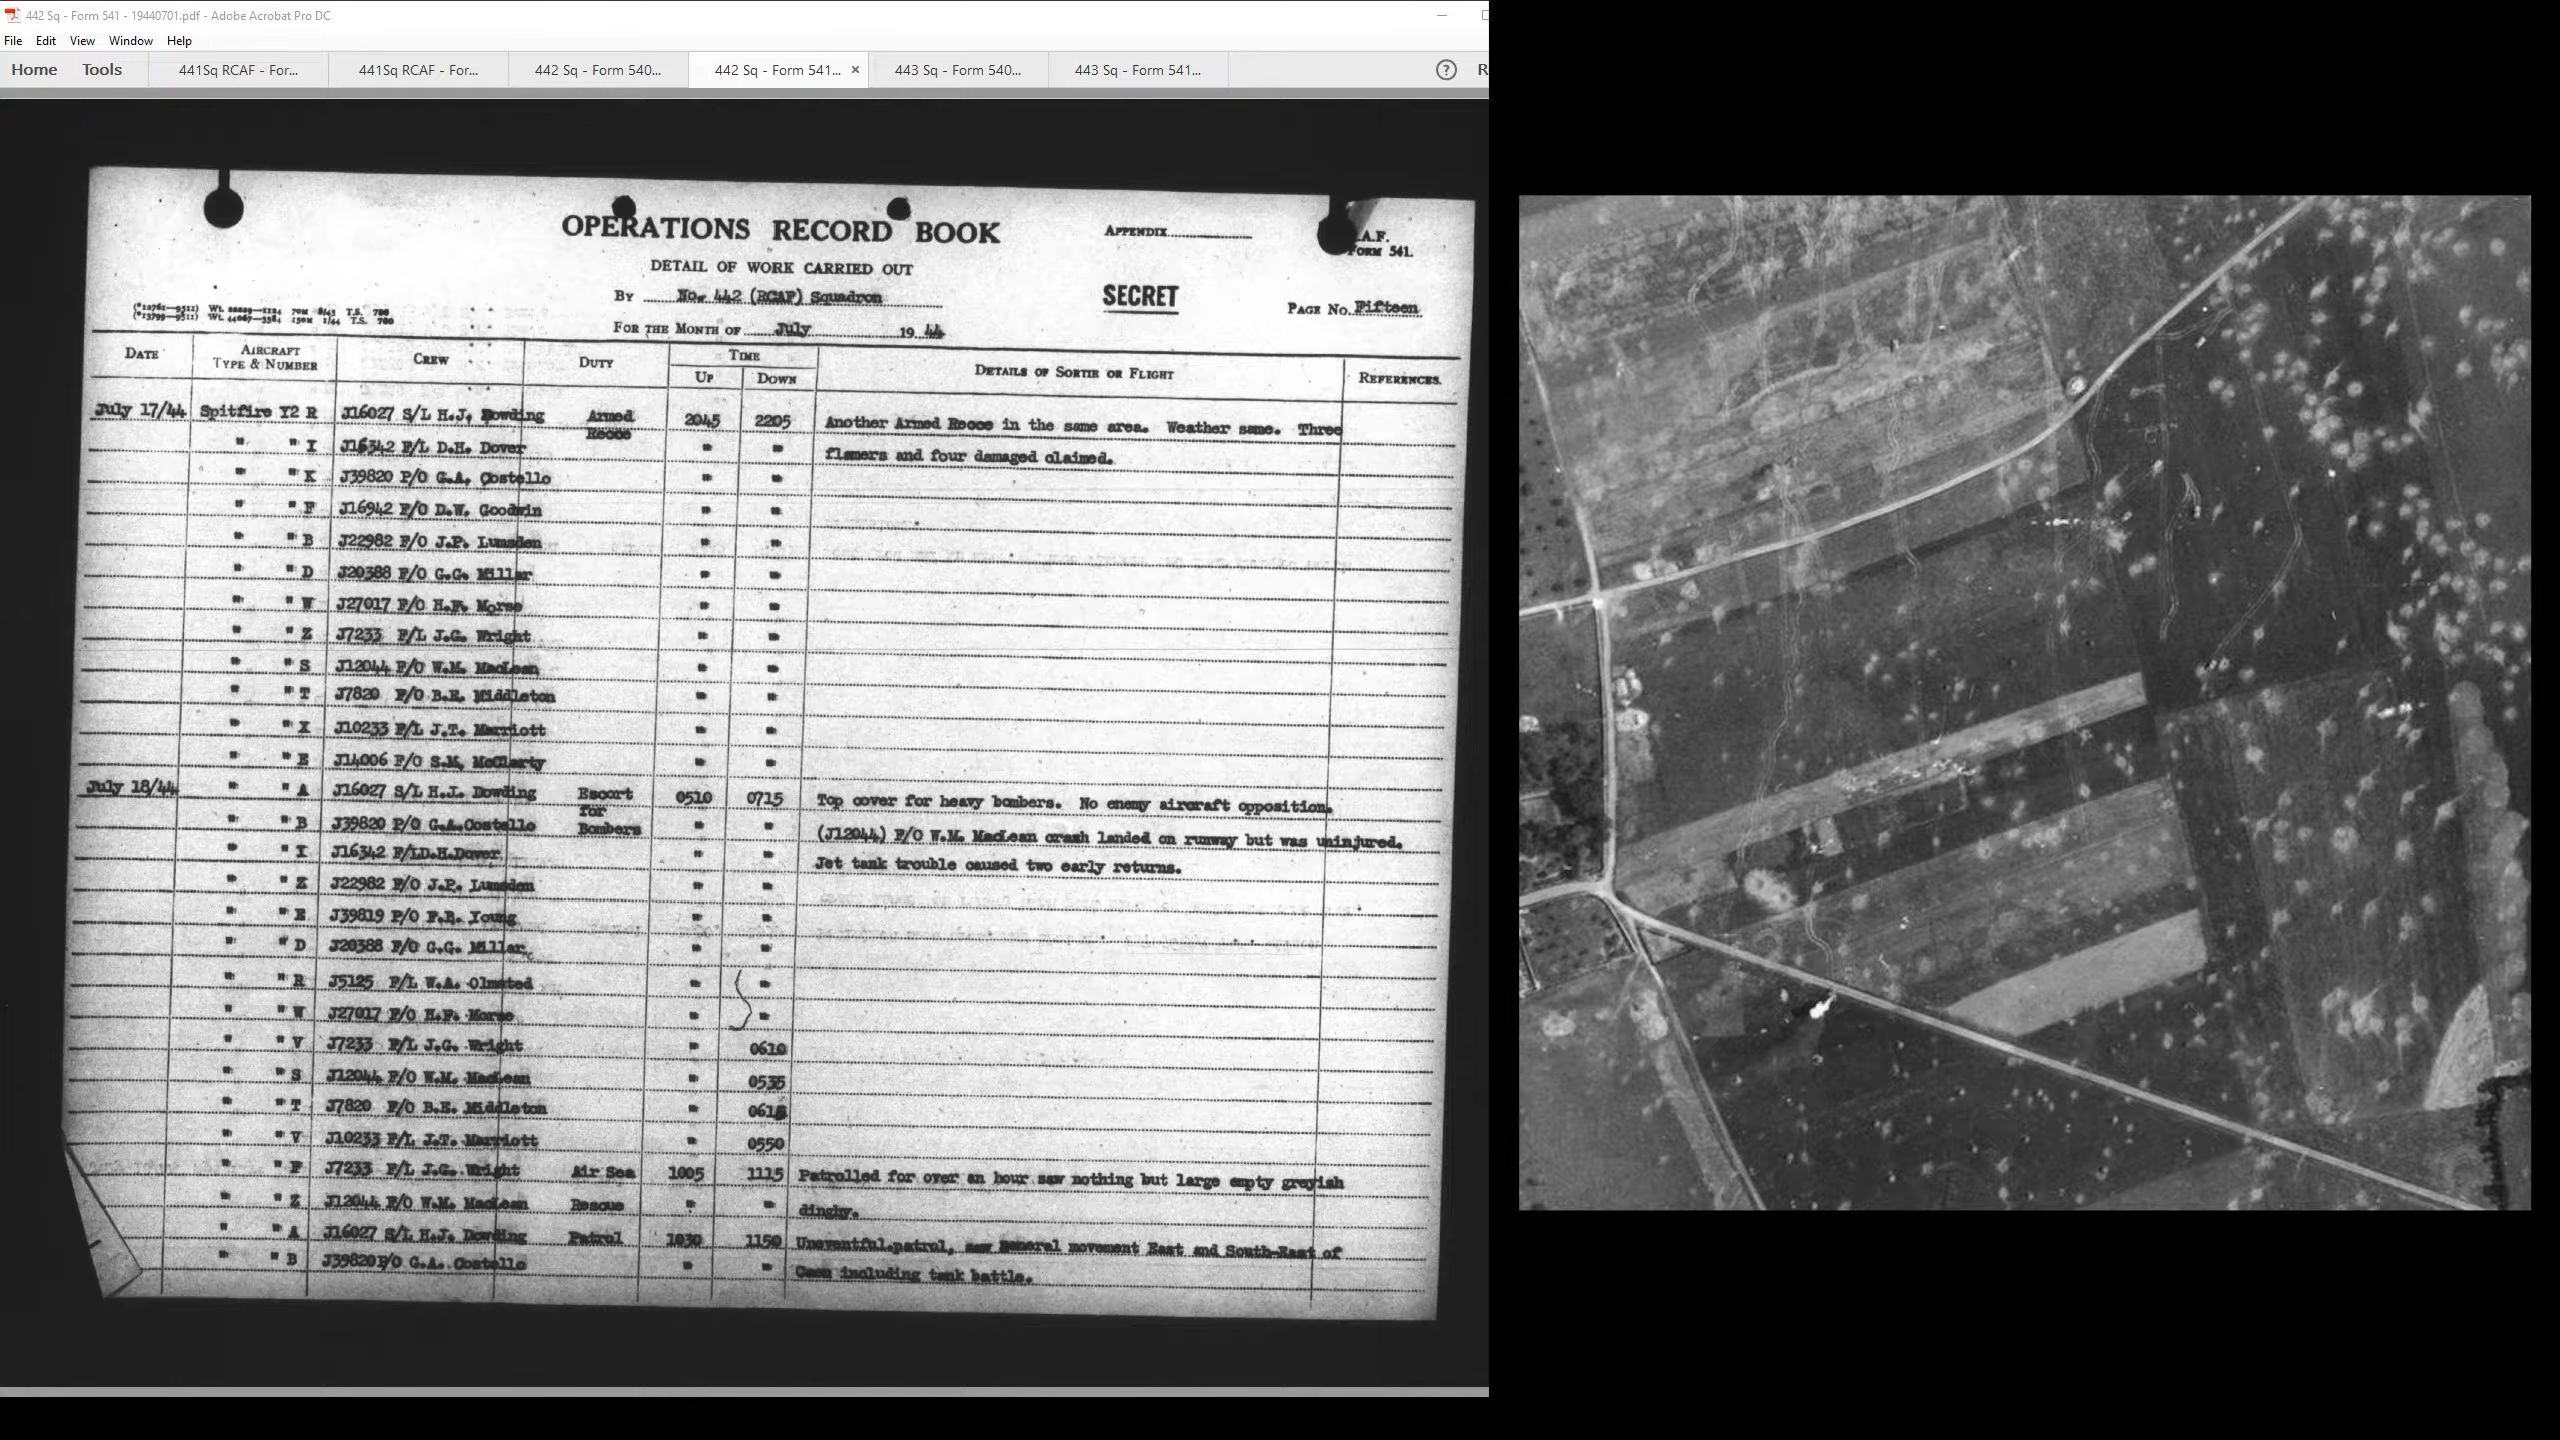 442 Sq - Form 541 - 19440701.pdf - Adobe Acrobat Pro DC
File Edit View Window Help
Home Tools 441Sq RCAF - For... 441Sq RCAF - For... 442 Sq - Form 540... 442 Sq - Form 541... × 443 Sq - Form 540... 443 Sq - Form 541... ? R
OPERATIONS RECORD BOOK
APPENDIX
.A.F.
FORM 541.
DETAIL OF WORK CARRIED OUT
By No. 442 (RCAF) Squadron
SECRET
PAGE No. Fifteen
FOR THE MONTH OF July 19 44
DATE AIRCRAFT TYPE & NUMBER CREW DUTY TIME UP DOWN DETAILS OF SORTIE OR FLIGHT REFERENCES.
July 17/44 Spitfire Y2 R J16027 S/L H.J. Dowding Armed Recce 2045 2205 Another Armed Recce in the same area. Weather same. Three
" " I J16342 F/L D.H. Dover " " flamers and four damaged claimed.
" " K J39820 P/O G.A. Costello " "
" " F J16942 F/O D.W. Goodwin " "
" " B J22982 F/O J.P. Lumsden " "
" " D J20388 F/O G.G. Millar " "
" " W J27017 F/O H.F. Morse " "
" " Z J7233 F/L J.G. Wright " "
" " S J12044 F/O W.M. MacLean " "
" " T J7820 F/O B.E. Middleton " "
" " X J10233 F/L J.T. Marriott " "
" " E J14006 F/O S.M. McClarty " "
July 18/44 " " A J16027 S/L H.J. Dowding Escort for Bombers 0510 0715 Top cover for heavy bombers. No enemy aircraft opposition.
" " B J39820 P/O G.A.Costello " " (J12044) F/O W.M. MacLean crash landed on runway but was uninjured.
" " I J16342 F/L D.H.Dover " " Jet tank trouble caused two early returns.
" " Z J22982 F/O J.P. Lumsden " "
" " E J39819 P/O F.B. Young " "
" " D J20388 F/O G.G. Millar " "
" " R J5125 F/L W.A. Olmsted " "
" " W J27017 F/O H.F. Morse " "
" " V J7233 F/L J.G. Wright " 0610
" " S J12044 F/O W.M. MacLean " 0535
" " T J7820 F/O B.E. Middleton "
" " V J10233 F/L J.T. Marriott " 0550
" " F J7233 F/L J.G. Wright Air Sea 1005 1115 Patrolled for over an hour saw nothing but large empty greyish
" " Z J12044 F/O W.M. MacLean Rescue " " dinghy.
" " A J16027 S/L H.J. Dowding Patrol 1030 1150 Uneventful patrol, saw general movement East and South-East of
" " B J39820 P/O G.A. Costello " " Caen including tank battle.